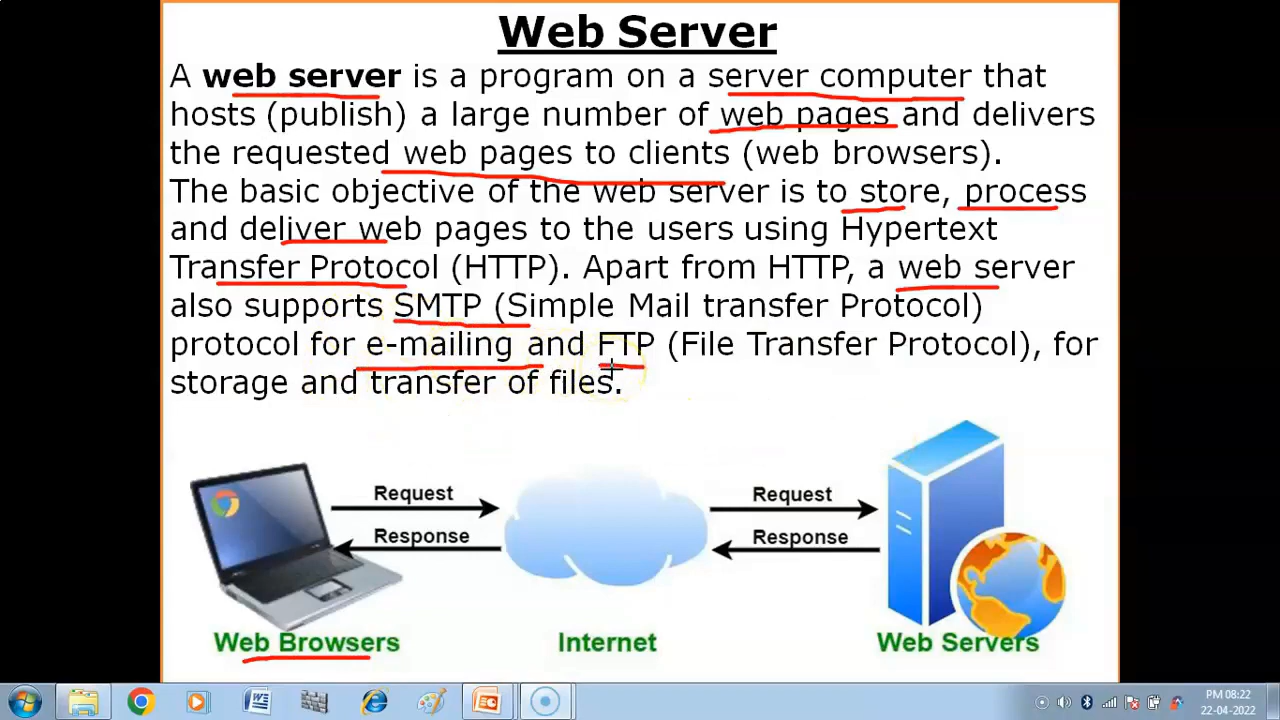 Web Server
A web server is a program on a server computer that
hosts (publish) a large number of web pages and delivers
the requested web pages to clients (web browsers).
The basic objective of the web server is to store, process
and deliver web pages to the users using Hypertext
Transfer Protocol (HTTP). Apart from HTTP, a web server
also supports SMTP (Simple Mail transfer Protocol)
protocol for e-mailing and FTP (File Transfer Protocol), for
storage and transfer of files.
Request
Request
Response
Response
Web Browsers
Internet
Web Servers
PM 08:22
22-04-2022